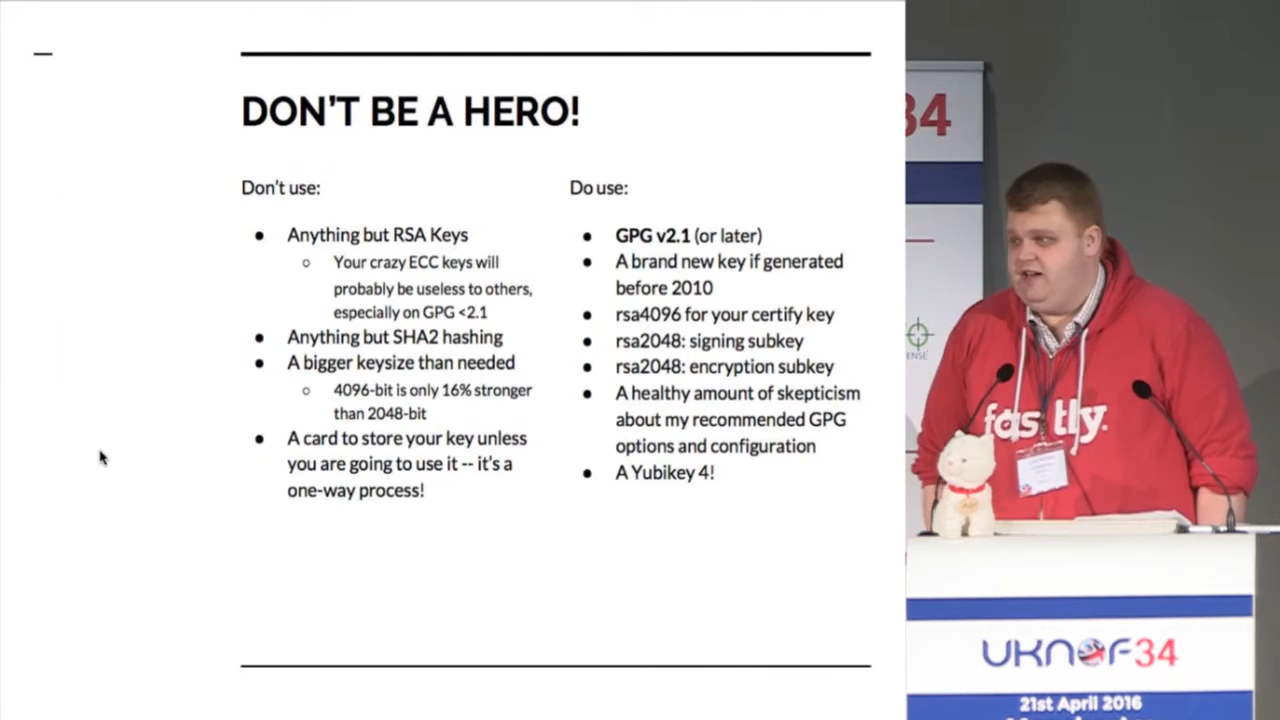 DON'T BE A HERO!
Don't use:
● Anything but RSA Keys
○ Your crazy ECC keys will
probably be useless to others,
especially on GPG <2.1
● Anything but SHA2 hashing
● A bigger keysize than needed
○ 4096-bit is only 16% stronger
than 2048-bit
● A card to store your key unless
you are going to use it -- it's a
one-way process!
Do use:
● GPG v2.1 (or later)
● A brand new key if generated
before 2010
● rsa4096 for your certify key
● rsa2048: signing subkey
● rsa2048: encryption subkey
● A healthy amount of skepticism
about my recommended GPG
options and configuration
● A Yubikey 4!
34
ENSE
fastly.
UKNOF34
21st April 2016